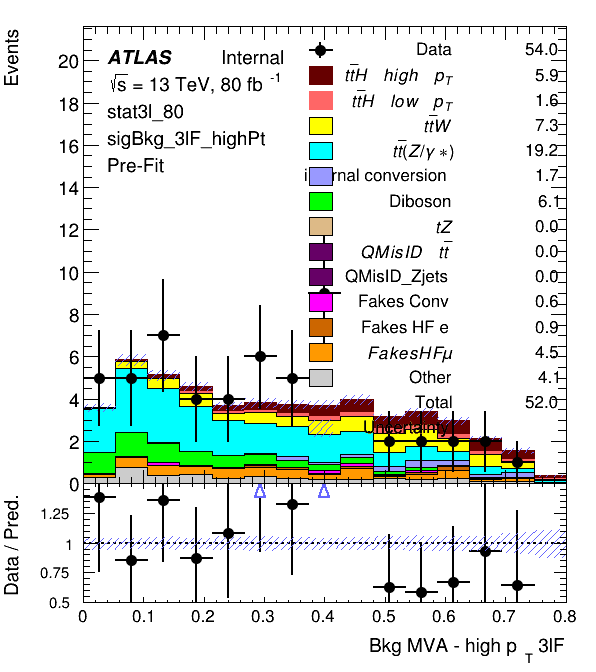 Events
ATLAS Internal
√s = 13 TeV, 80 fb -1
stat3l_80
sigBkg_3lF_highPt
Pre-Fit
Data 54.0
tt̄H high pT 5.9
tt̄H low pT 1.6
tt̄W 7.3
tt̄(Z/γ∗) 19.2
internal conversion 1.7
Diboson 6.1
tZ 0.0
QMisID tt̄ 0.0
QMisID_Zjets 0.0
Fakes Conv 0.6
Fakes HF e 0.9
FakesHFμ 4.5
Other 4.1
Total 52.0
Uncertainty
20
18
16
14
12
10
8
6
4
2
0
Data / Pred.
1.25
1
0.75
0.5
0 0.1 0.2 0.3 0.4 0.5 0.6 0.7 0.8
Bkg MVA - high p T 3lF